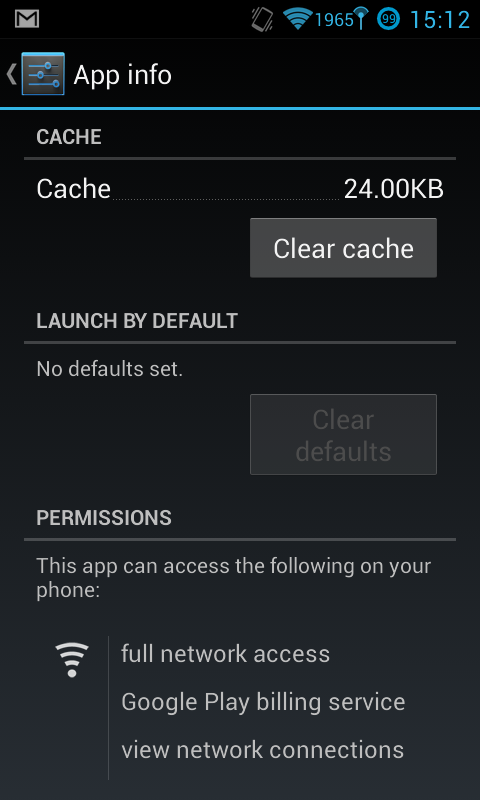 1965 99 15:12
App info
CACHE
Cache 24.00KB
Clear cache
LAUNCH BY DEFAULT
No defaults set.
Clear
defaults
PERMISSIONS
This app can access the following on your
phone:
full network access
Google Play billing service
view network connections